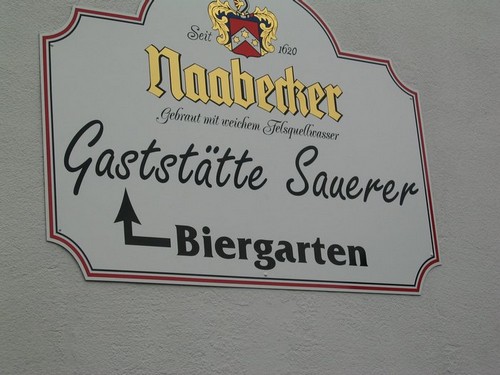 Seit 1620
Naabecker
Gebraut mit weichem Felsquellwasser
Gaststätte Sauerer
Biergarten